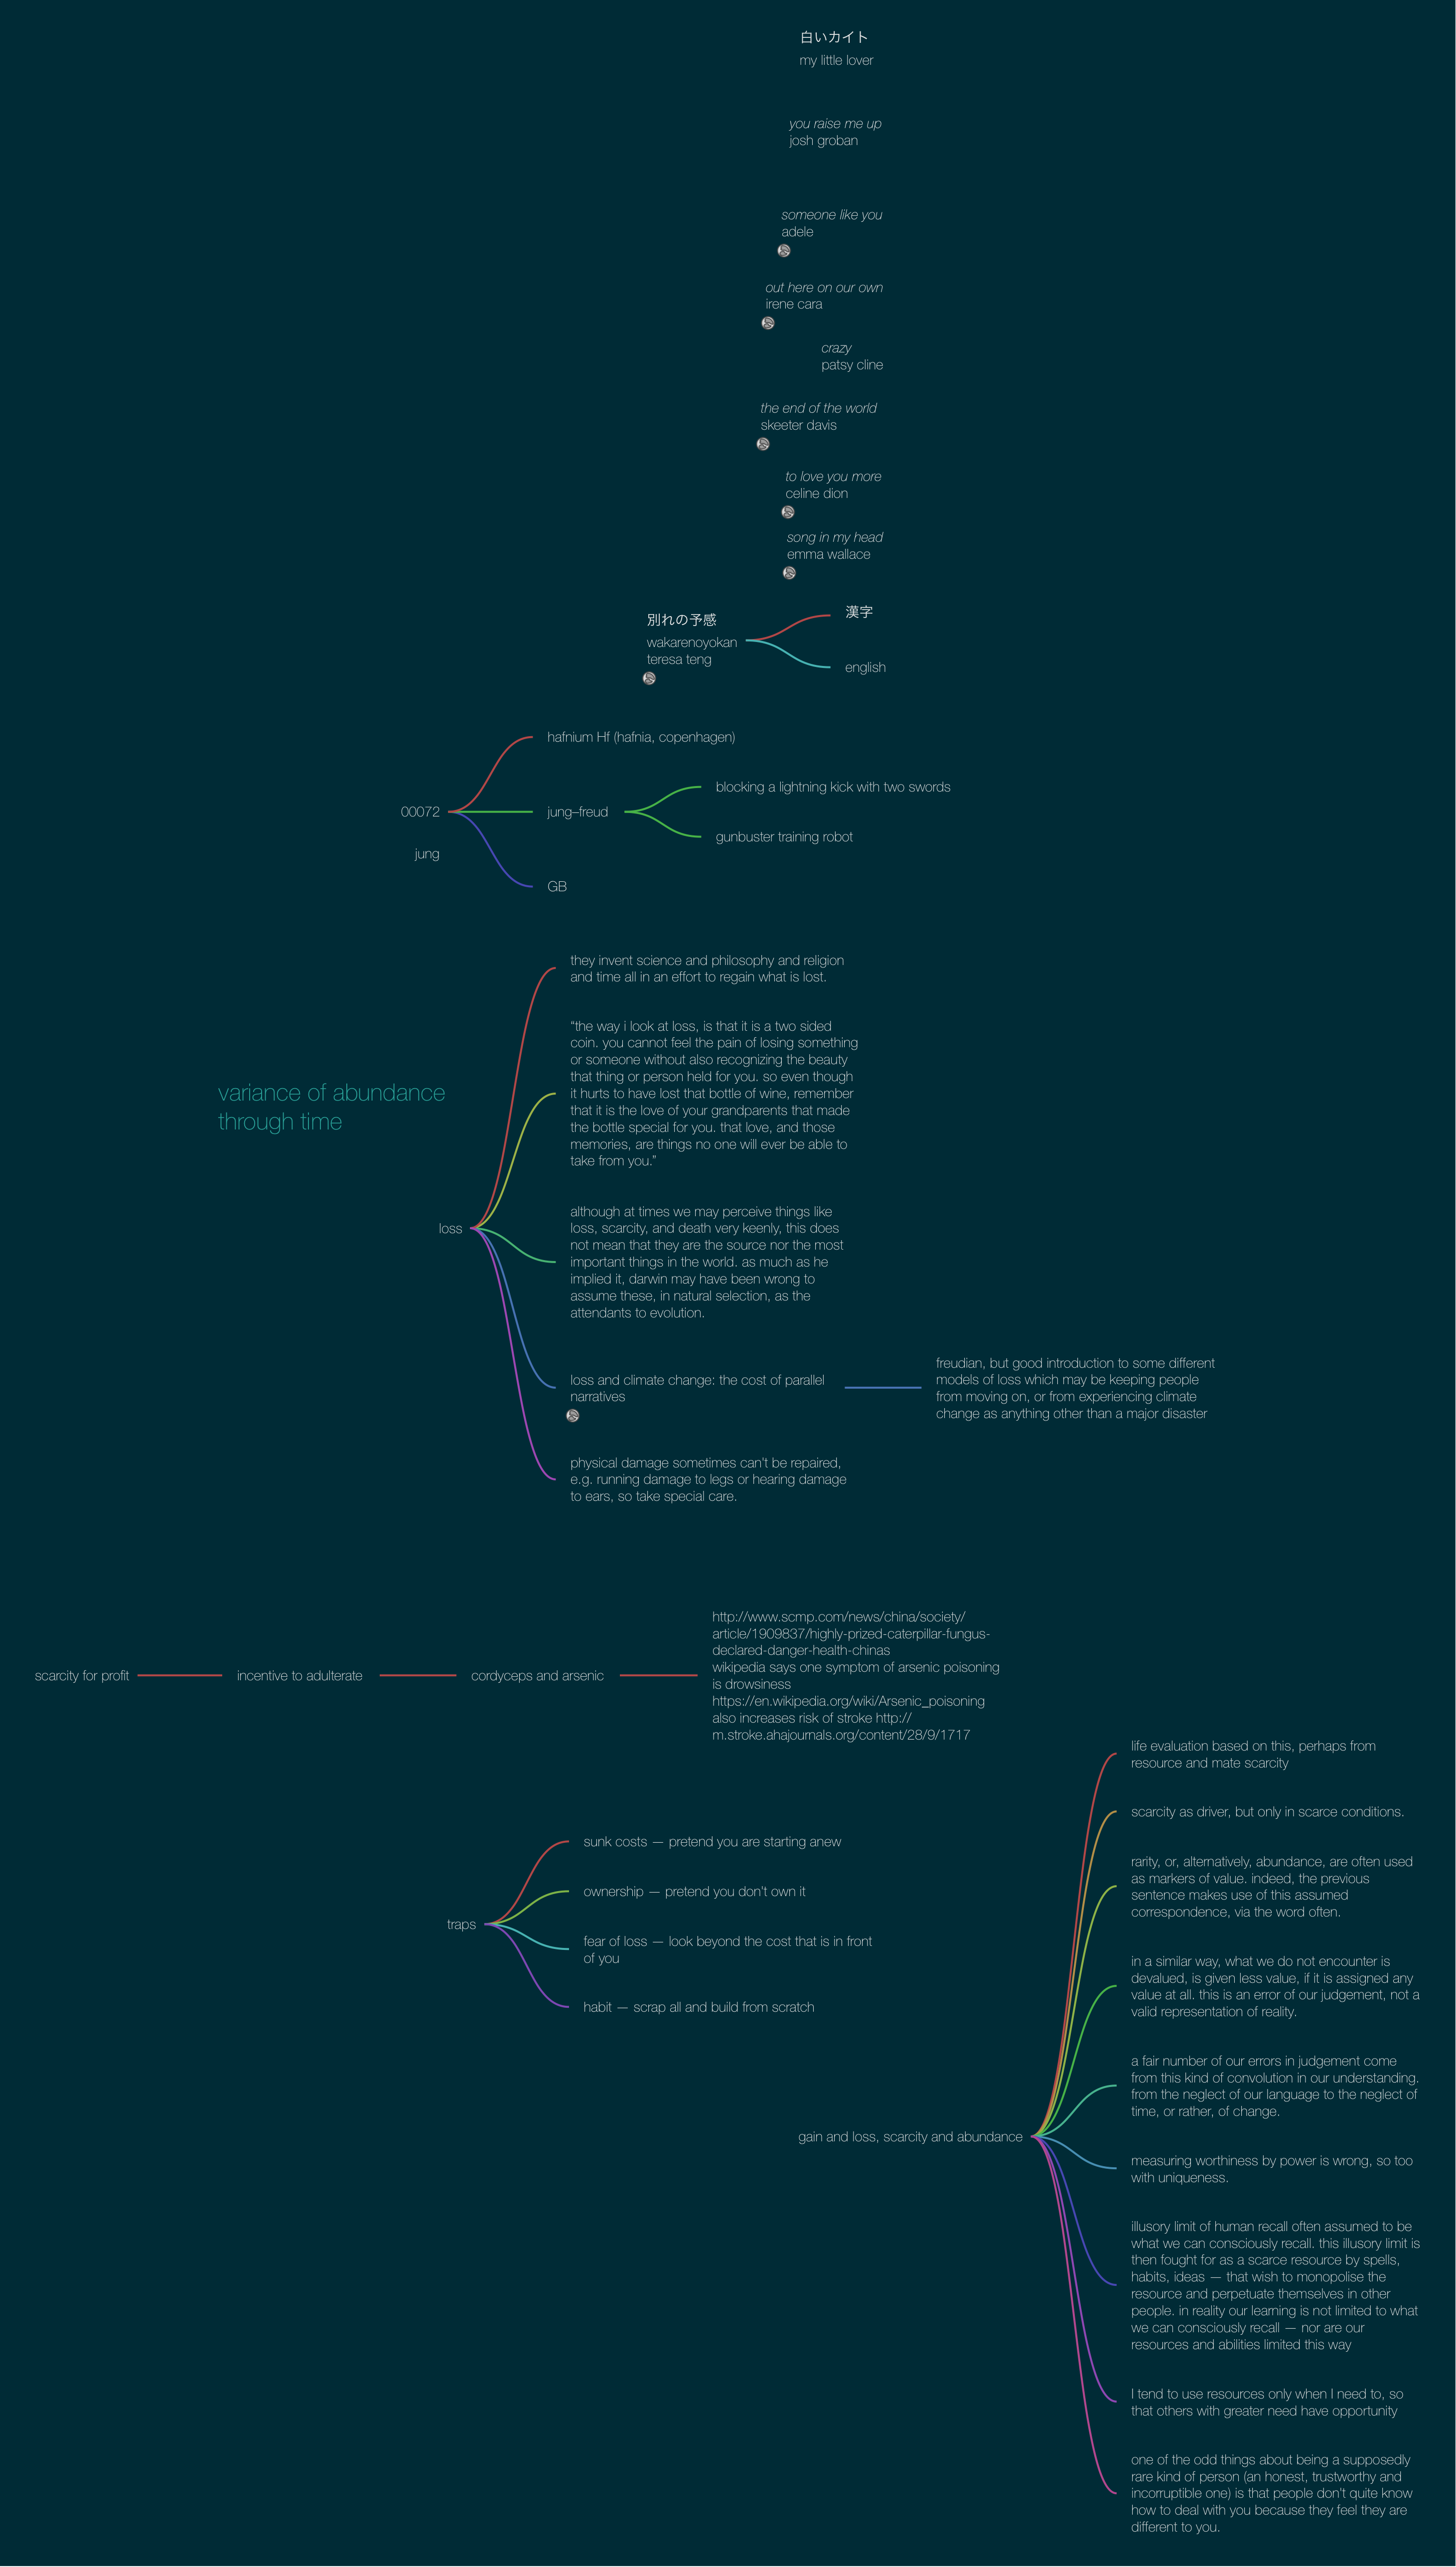 白いカイト
my little lover
you raise me up
josh groban
someone like you
adele
out here on our own
irene cara
crazy
patsy cline
the end of the world
skeeter davis
to love you more
celine dion
song in my head
emma wallace
別れの予感
wakarenoyokan
teresa teng
漢字
english
00072
jung
hafnium Hf (hafnia, copenhagen)
jung–freud
blocking a lightning kick with two swords
gunbuster training robot
GB
variance of abundance
through time
loss
they invent science and philosophy and religion
and time all in an effort to regain what is lost.
“the way i look at loss, is that it is a two sided
coin. you cannot feel the pain of losing something
or someone without also recognizing the beauty
that thing or person held for you. so even though
it hurts to have lost that bottle of wine, remember
that it is the love of your grandparents that made
the bottle special for you. that love, and those
memories, are things no one will ever be able to
take from you.”
although at times we may perceive things like
loss, scarcity, and death very keenly, this does
not mean that they are the source nor the most
important things in the world. as much as he
implied it, darwin may have been wrong to
assume these, in natural selection, as the
attendants to evolution.
loss and climate change: the cost of parallel
narratives
freudian, but good introduction to some different
models of loss which may be keeping people
from moving on, or from experiencing climate
change as anything other than a major disaster
physical damage sometimes can't be repaired,
e.g. running damage to legs or hearing damage
to ears, so take special care.
scarcity for profit
incentive to adulterate
cordyceps and arsenic
http://www.scmp.com/news/china/society/
article/1909837/highly-prized-caterpillar-fungus-
declared-danger-health-chinas
wikipedia says one symptom of arsenic poisoning
is drowsiness
https://en.wikipedia.org/wiki/Arsenic_poisoning
also increases risk of stroke http://
m.stroke.ahajournals.org/content/28/9/1717
traps
sunk costs — pretend you are starting anew
ownership — pretend you don't own it
fear of loss — look beyond the cost that is in front
of you
habit — scrap all and build from scratch
gain and loss, scarcity and abundance
life evaluation based on this, perhaps from
resource and mate scarcity
scarcity as driver, but only in scarce conditions.
rarity, or, alternatively, abundance, are often used
as markers of value. indeed, the previous
sentence makes use of this assumed
correspondence, via the word often.
in a similar way, what we do not encounter is
devalued, is given less value, if it is assigned any
value at all. this is an error of our judgement, not a
valid representation of reality.
a fair number of our errors in judgement come
from this kind of convolution in our understanding.
from the neglect of our language to the neglect of
time, or rather, of change.
measuring worthiness by power is wrong, so too
with uniqueness.
illusory limit of human recall often assumed to be
what we can consciously recall. this illusory limit is
then fought for as a scarce resource by spells,
habits, ideas — that wish to monopolise the
resource and perpetuate themselves in other
people. in reality our learning is not limited to what
we can consciously recall — nor are our
resources and abilities limited this way
I tend to use resources only when I need to, so
that others with greater need have opportunity
one of the odd things about being a supposedly
rare kind of person (an honest, trustworthy and
incorruptible one) is that people don't quite know
how to deal with you because they feel they are
different to you.